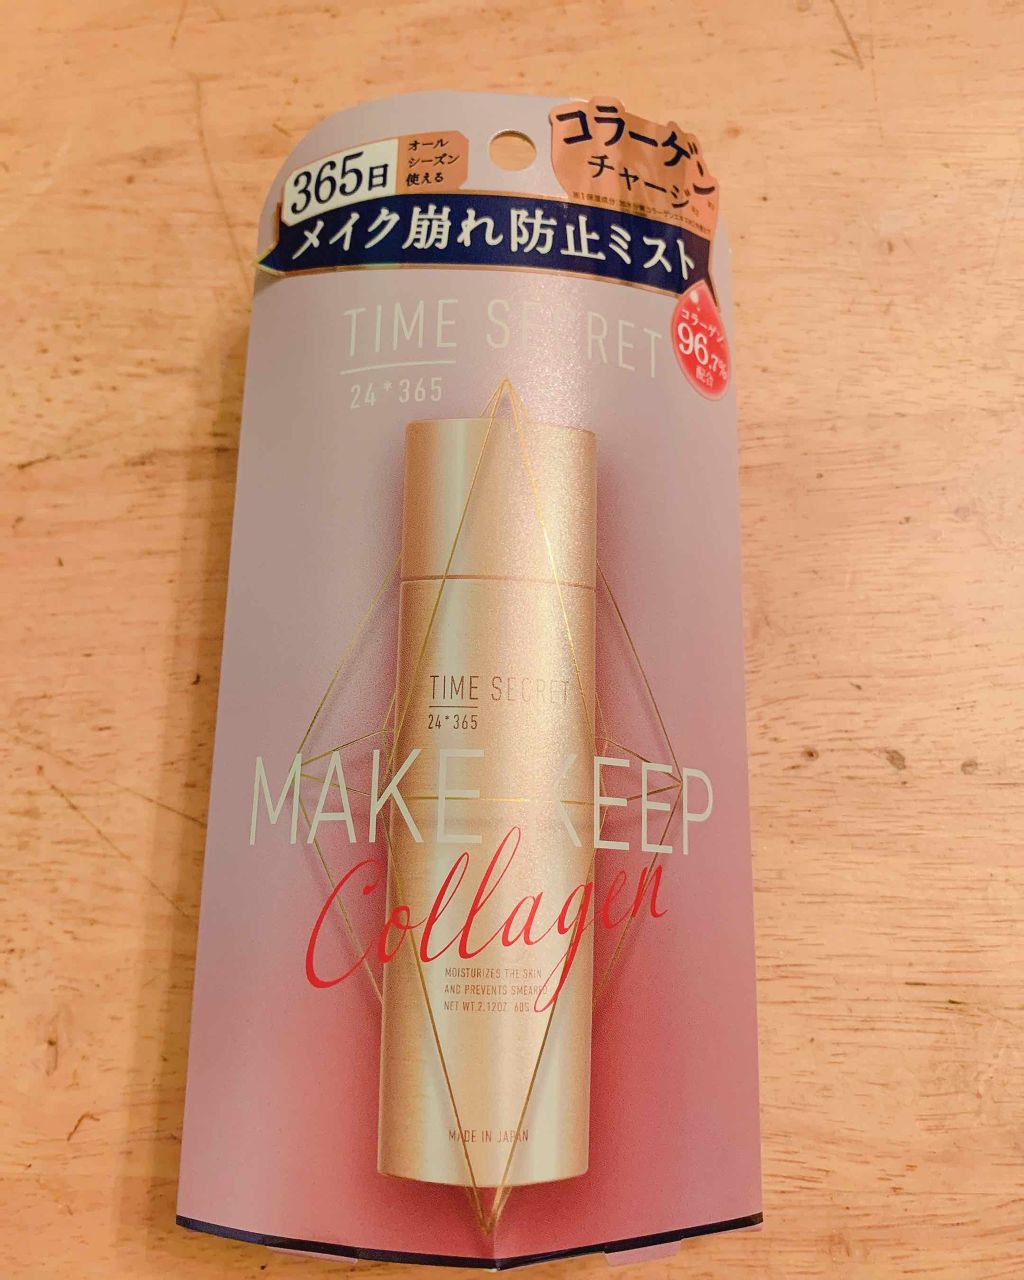 365日
オール
シーズン
使える
コラーゲン
チャージ
メイク崩れ防止ミスト
コラーゲン
96.7%
配合
TIME SECRET
24*365
TIME SECRET
24*365
MAKE KEEP
Collagen
MOISTURIZES THE SKIN
AND PREVENTS SMEARED
NET WT.2.12OZ. 60G
MADE IN JAPAN